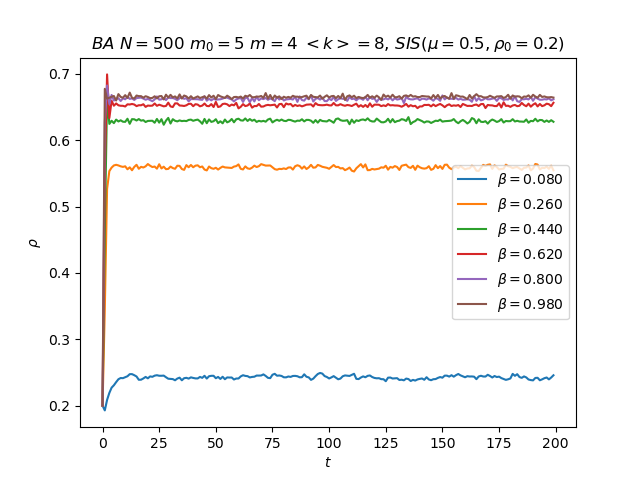 BA N = 500 m₀ = 5 m = 4 < k >= 8, SIS(μ = 0.5, ρ₀ = 0.2)
0.7
0.6
0.5
0.4
0.3
0.2
ρ
β = 0.080
β = 0.260
β = 0.440
β = 0.620
β = 0.800
β = 0.980
0 25 50 75 100 125 150 175 200
t